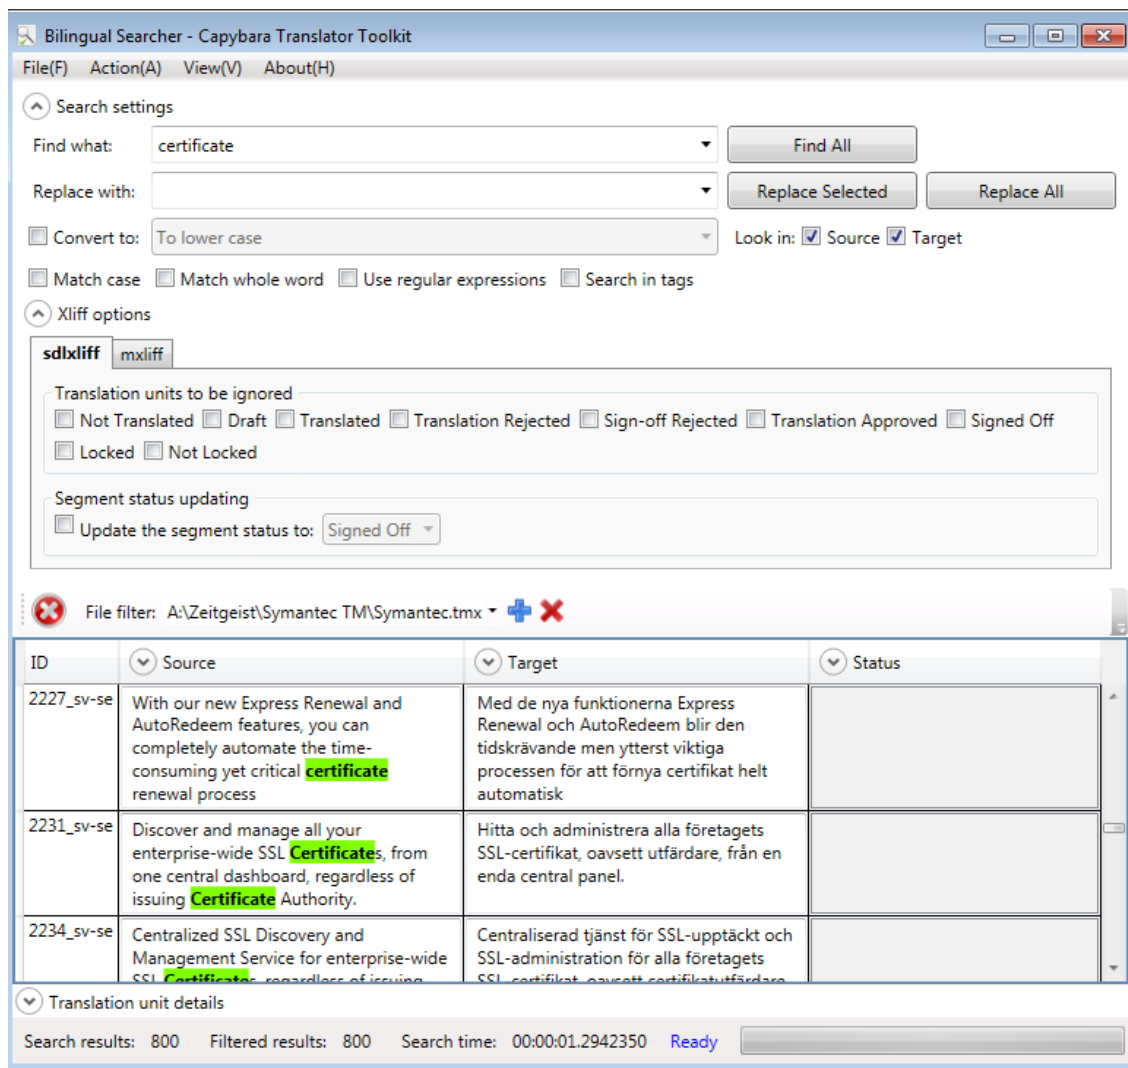 Bilingual Searcher - Capybara Translator Toolkit
File(F) Action(A) View(V) About(H)
Search settings
Find what: certificate Find All
Replace with: Replace Selected Replace All
Convert to: To lower case Look in: Source Target
Match case Match whole word Use regular expressions Search in tags
Xliff options
sdlxliff mxliff
Translation units to be ignored
Not Translated Draft Translated Translation Rejected Sign-off Rejected Translation Approved Signed Off
Locked Not Locked
Segment status updating
Update the segment status to: Signed Off
File filter: A:\Zeitgeist\Symantec TM\Symantec.tmx
ID Source Target Status
2227_sv-se
With our new Express Renewal and
AutoRedeem features, you can
completely automate the time-
consuming yet critical certificate
renewal process
Med de nya funktionerna Express
Renewal och AutoRedeem blir den
tidskrävande men ytterst viktiga
processen för att förnya certifikat helt
automatisk
2231_sv-se
Discover and manage all your
enterprise-wide SSL Certificates, from
one central dashboard, regardless of
issuing Certificate Authority.
Hitta och administrera alla företagets
SSL-certifikat, oavsett utfärdare, från en
enda central panel.
2234_sv-se
Centralized SSL Discovery and
Management Service for enterprise-wide
SSL Certificates, regardless of issuing
Centraliserad tjänst för SSL-upptäckt och
SSL-administration för alla företagets
SSL-certifikat, oavsett certifikatutfärdare
Translation unit details
Search results: 800 Filtered results: 800 Search time: 00:00:01.2942350 Ready